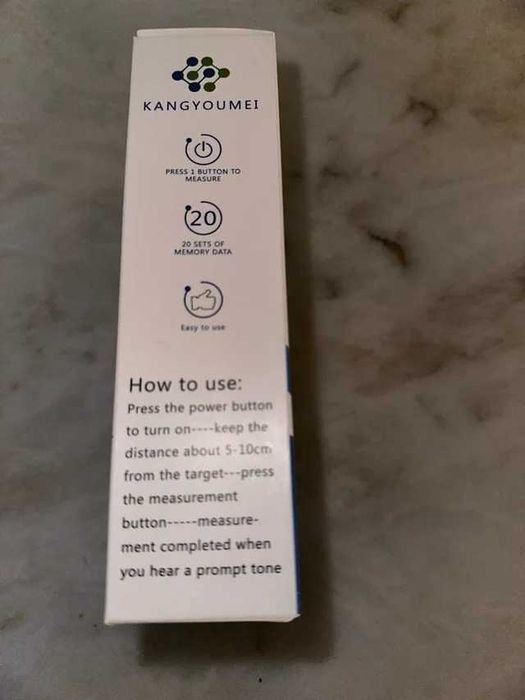 KANGYOUMEI
PRESS 1 BUTTON TO
MEASURE
20
20 SETS OF
MEMORY DATA
Easy to use
How to use:
Press the power button
to turn on----keep the
distance about 5-10cm
from the target---press
the measurement
button-----measure-
ment completed when
you hear a prompt tone